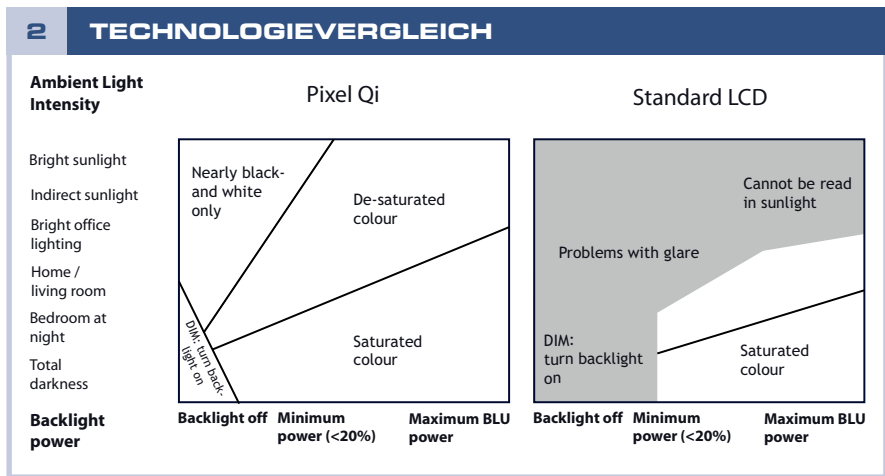 2 TECHNOLOGIEVERGLEICH
Ambient Light
Intensity
Pixel Qi
Standard LCD
Bright sunlight
Indirect sunlight
Bright office
lighting
Home /
living room
Bedroom at
night
Total
darkness
Nearly black-
and white
only
De-saturated
colour
DIM: turn back-
light on
Saturated
colour
Cannot be read
in sunlight
Problems with glare
DIM:
turn backlight
on
Saturated
colour
Backlight
power
Backlight off
Minimum
power (<20%)
Maximum BLU
power
Backlight off
Minimum
power (<20%)
Maximum BLU
power